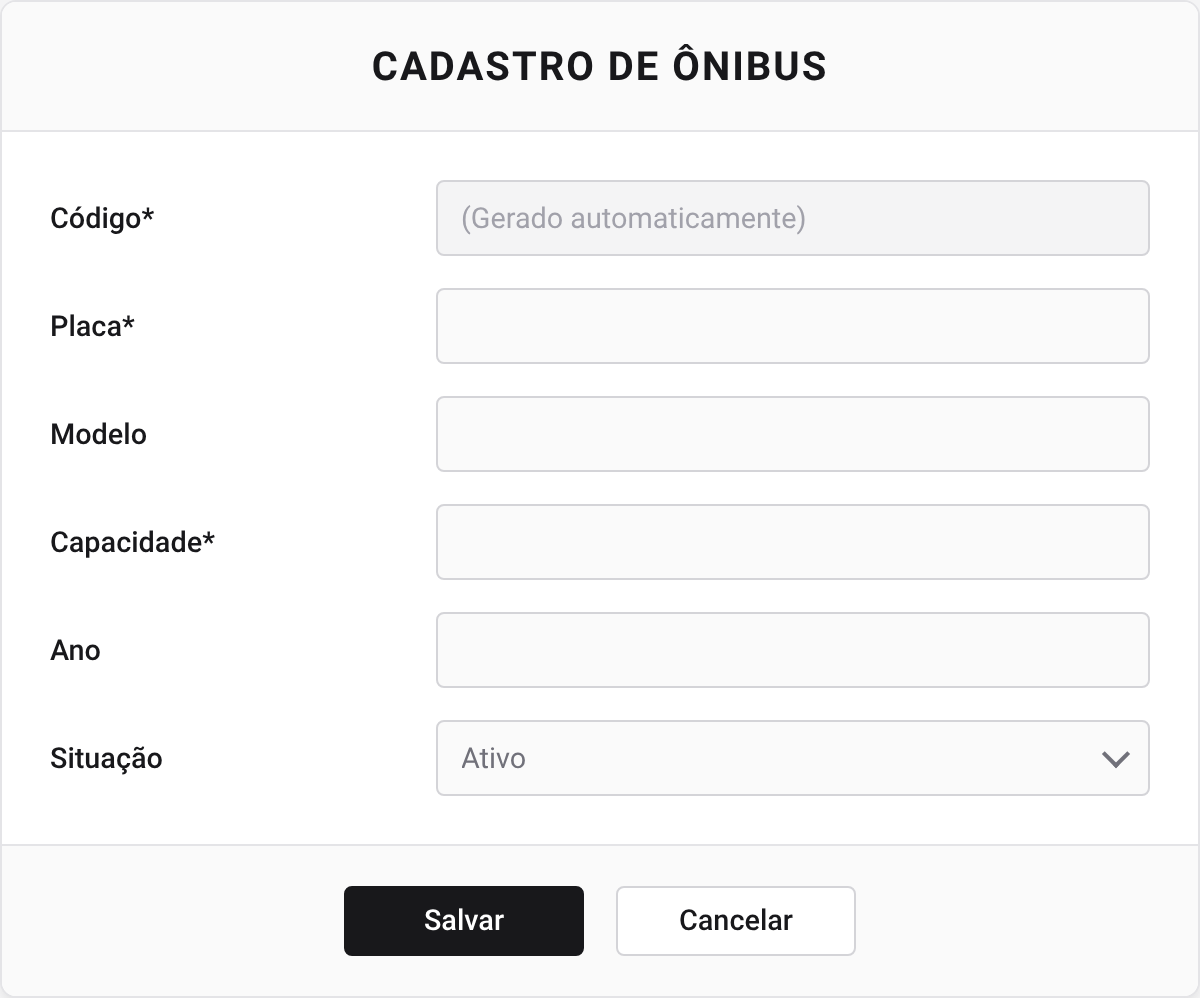 CADASTRO DE ÔNIBUS
Código* (Gerado automaticamente)
Placa*
Modelo
Capacidade*
Ano
Situação Ativo
Salvar Cancelar